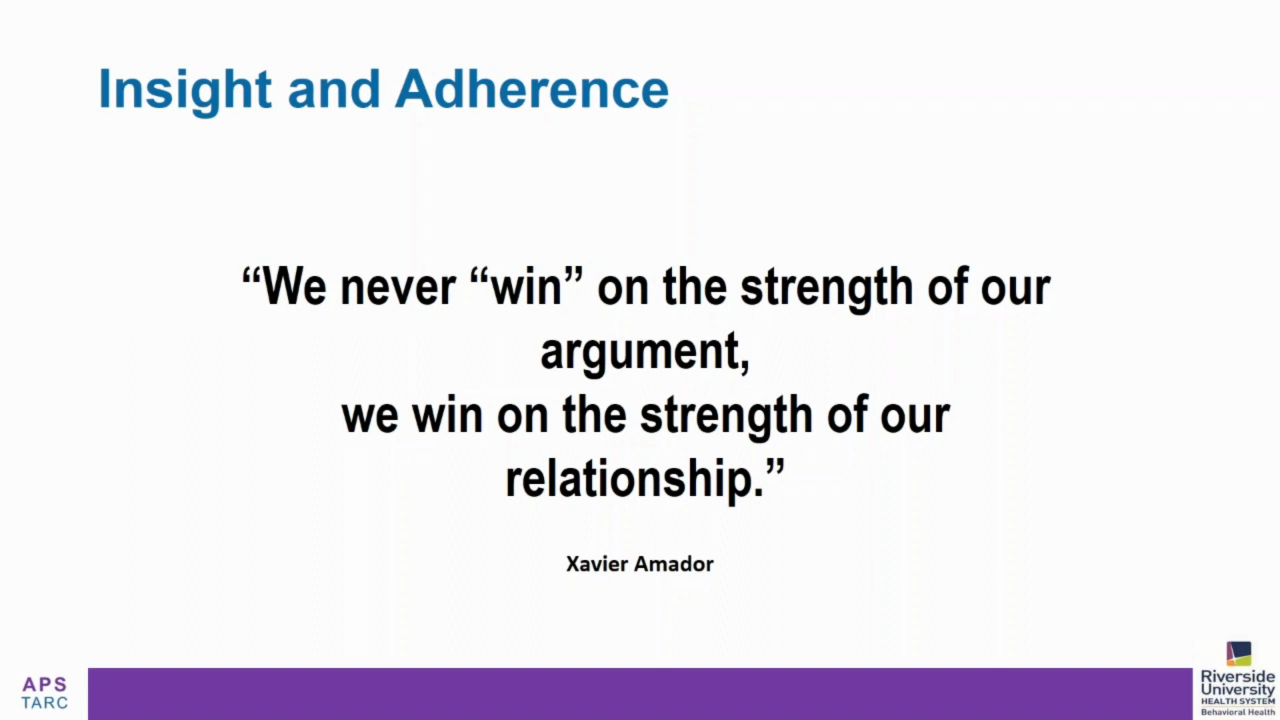 Insight and Adherence
“We never “win” on the strength of our
argument,
we win on the strength of our
relationship.”
Xavier Amador
APS
TARC
Riverside
University
HEALTH SYSTEM
Behavioral Health